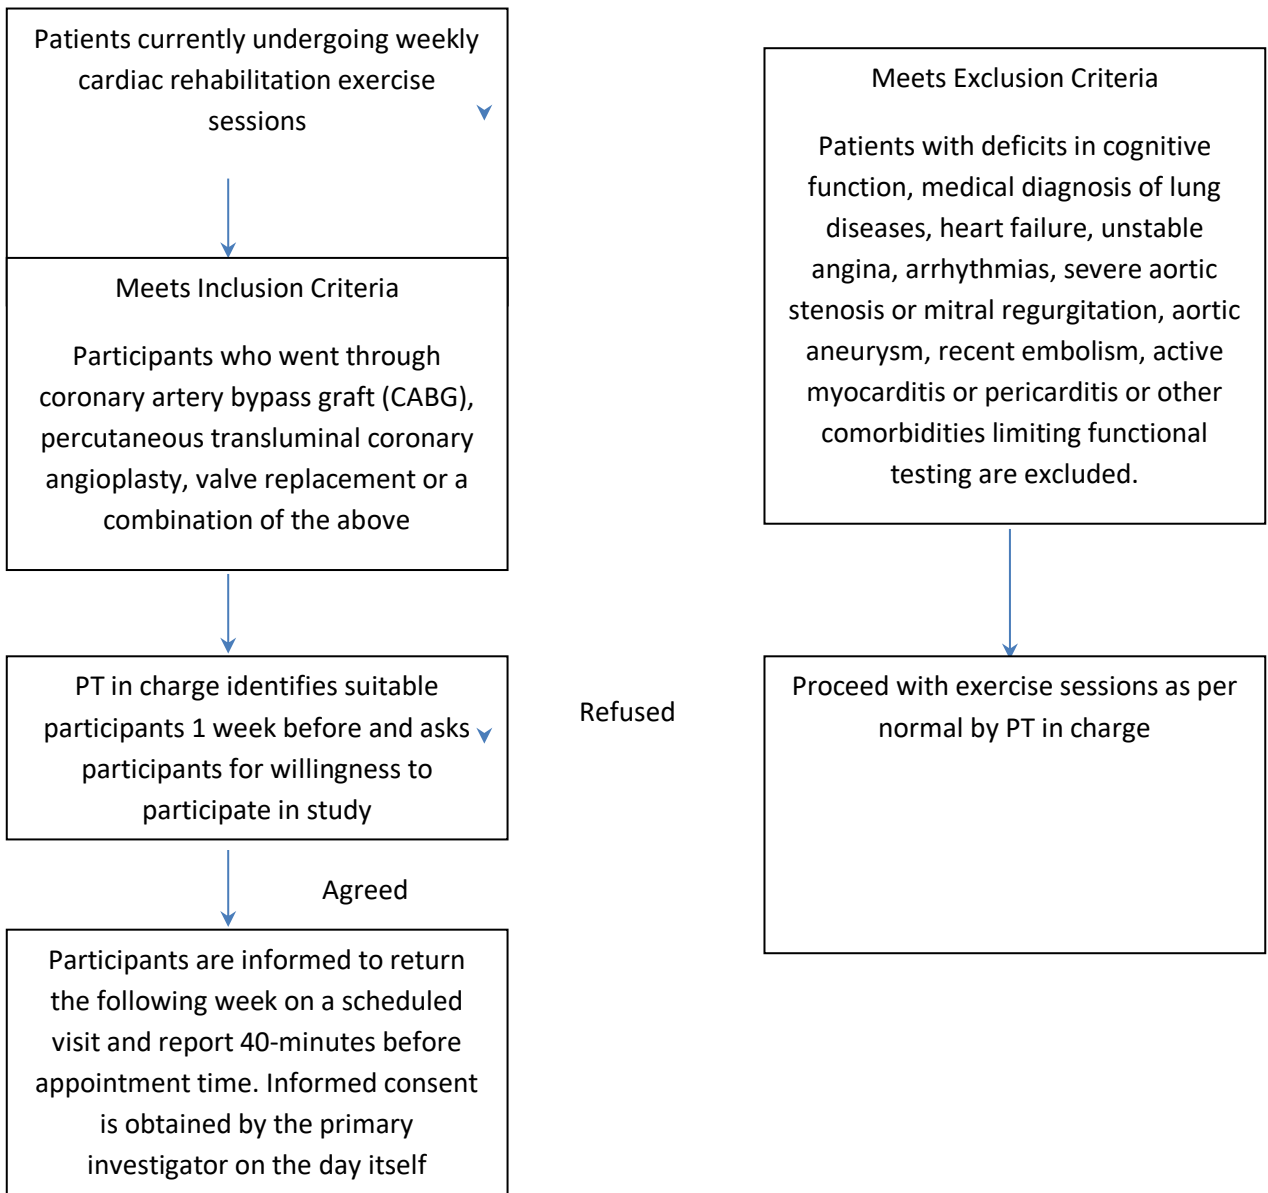 Patients currently undergoing weekly
cardiac rehabilitation exercise
sessions
Meets Inclusion Criteria
Participants who went through
coronary artery bypass graft (CABG),
percutaneous transluminal coronary
angioplasty, valve replacement or a
combination of the above
PT in charge identifies suitable
participants 1 week before and asks
participants for willingness to
participate in study
Agreed
Participants are informed to return
the following week on a scheduled
visit and report 40-minutes before
appointment time. Informed consent
is obtained by the primary
investigator on the day itself
Refused
Meets Exclusion Criteria
Patients with deficits in cognitive
function, medical diagnosis of lung
diseases, heart failure, unstable
angina, arrhythmias, severe aortic
stenosis or mitral regurgitation, aortic
aneurysm, recent embolism, active
myocarditis or pericarditis or other
comorbidities limiting functional
testing are excluded.
Proceed with exercise sessions as per
normal by PT in charge